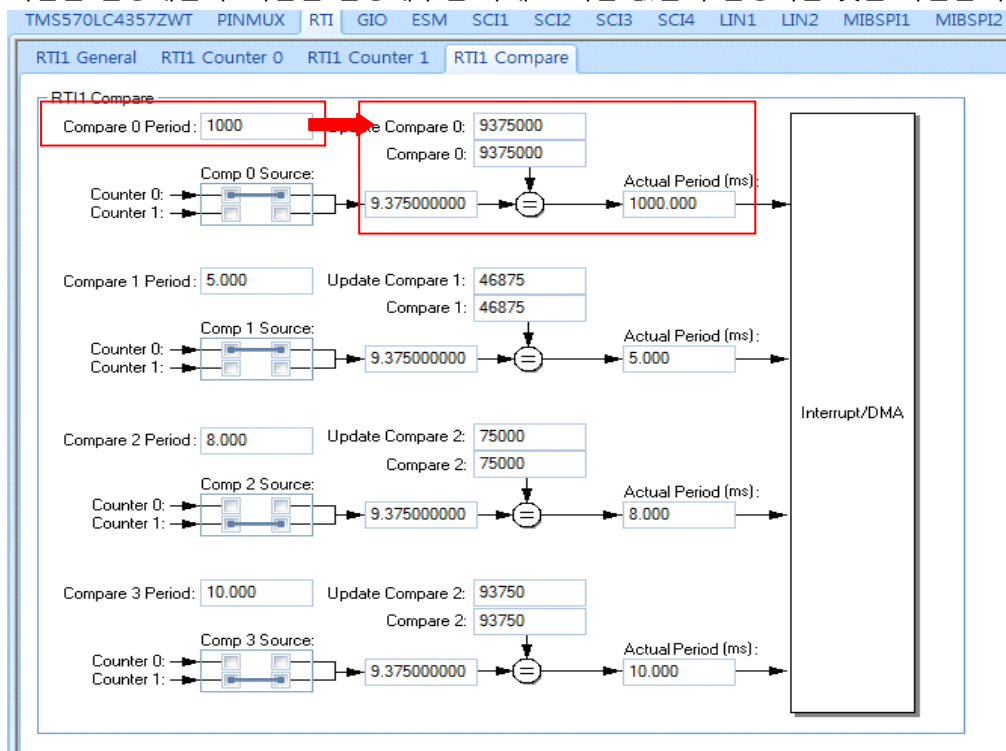 TMS570LC4357ZWT PINMUX RTI GIO ESM SCI1 SCI2 SCI3 SCI4 LIN1 LIN2 MIBSPI1 MIBSPI2
RTI1 General RTI1 Counter 0 RTI1 Counter 1 RTI1 Compare
RTI1 Compare
Compare 0 Period: 1000 Update Compare 0: 9375000
Compare 0: 9375000
Comp 0 Source:
Actual Period (ms):
Counter 0:
Counter 1:
9.375000000 = 1000.000
Compare 1 Period: 5.000 Update Compare 1: 46875
Compare 1: 46875
Comp 1 Source:
Actual Period (ms):
Counter 0:
Counter 1:
9.375000000 = 5.000
Interrupt/DMA
Compare 2 Period: 8.000 Update Compare 2: 75000
Compare 2: 75000
Comp 2 Source:
Actual Period (ms):
Counter 0:
Counter 1:
9.375000000 = 8.000
Compare 3 Period: 10.000 Update Compare 2: 93750
Compare 2: 93750
Comp 3 Source:
Actual Period (ms):
Counter 0:
Counter 1:
9.375000000 = 10.000